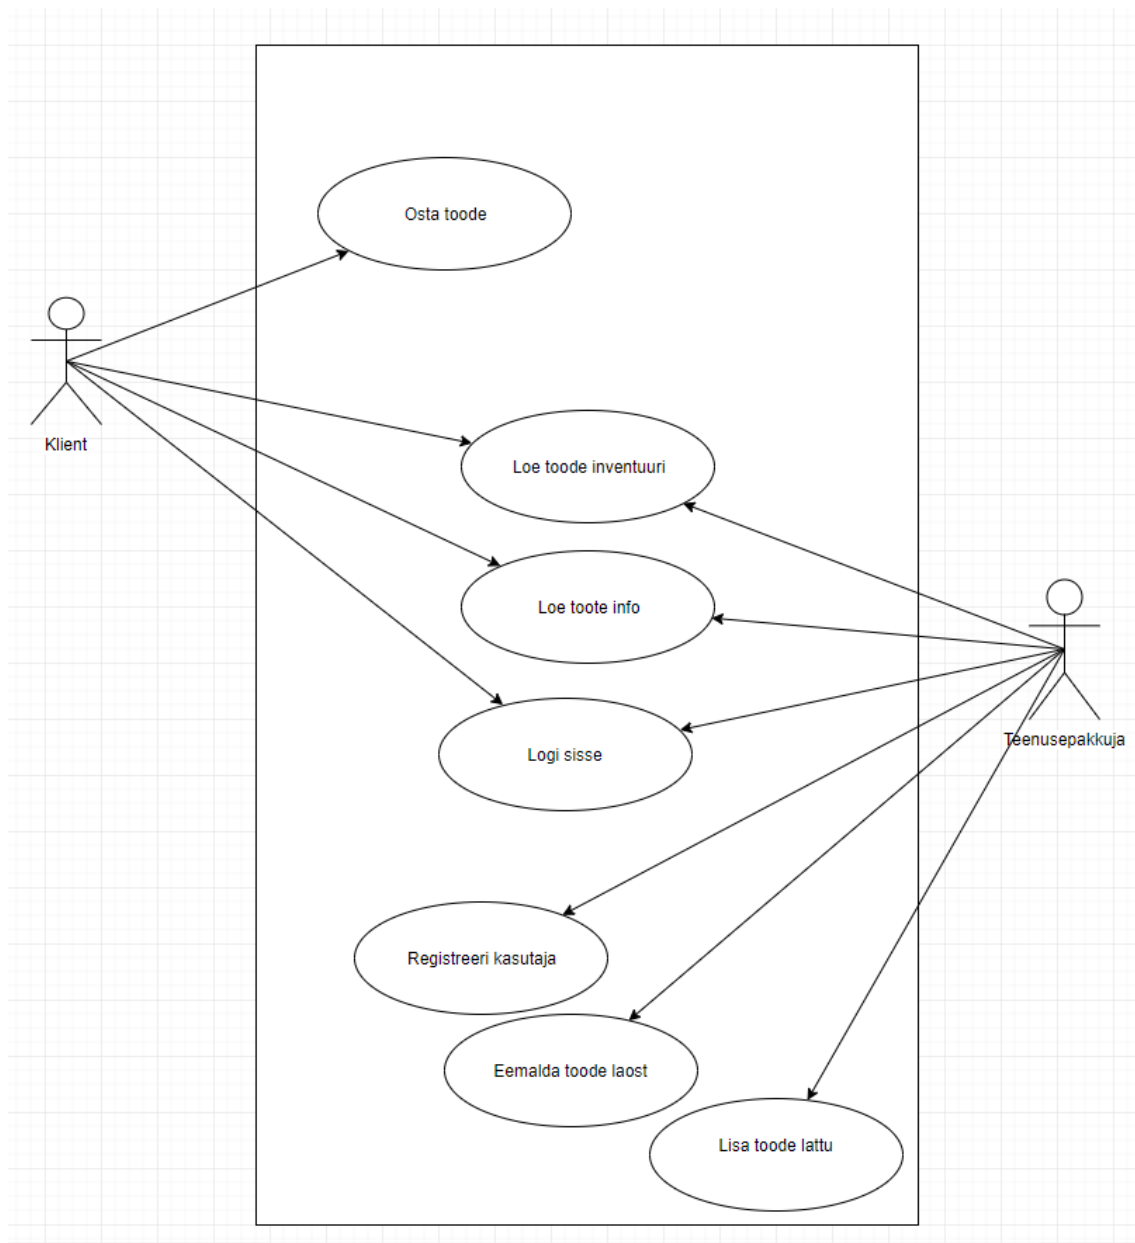 Osta toode
Klient
Loe toode inventuuri
Loe toote info
Teenusepakkuja
Logi sisse
Registreeri kasutaja
Eemalda toode laost
Lisa toode lattu